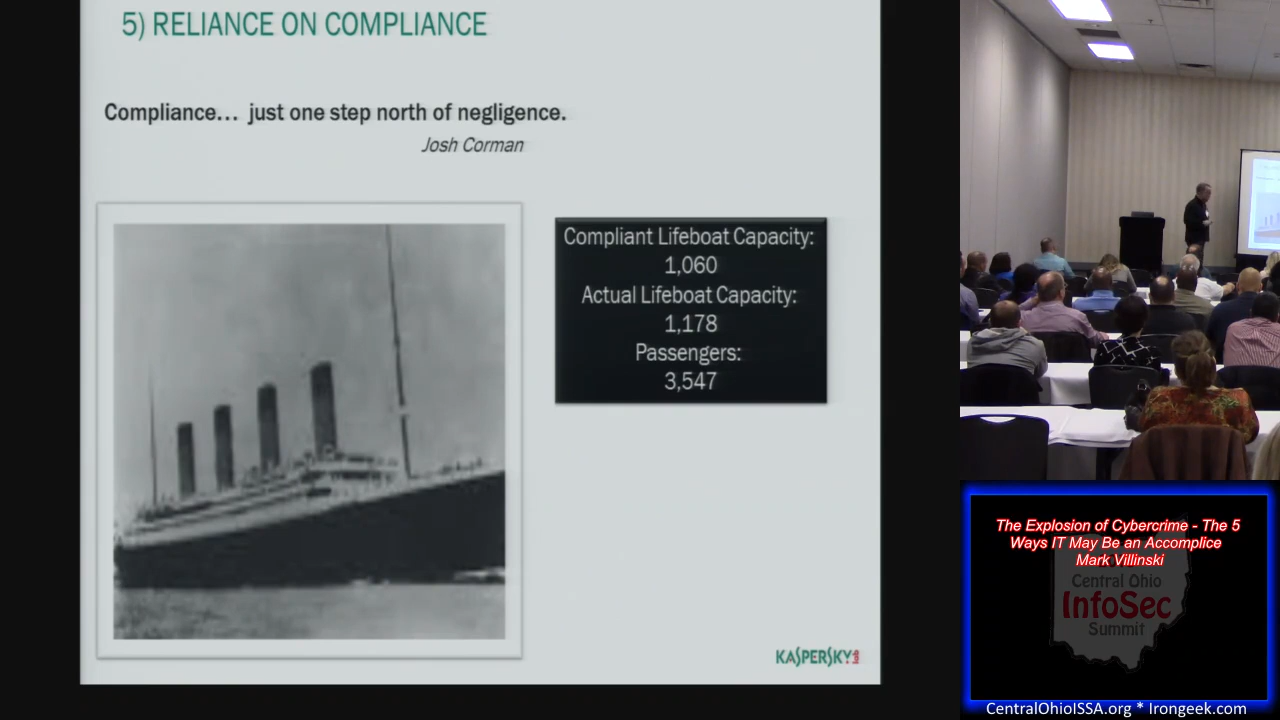 5) RELIANCE ON COMPLIANCE
Compliance... just one step north of negligence.
Josh Corman
Compliant Lifeboat Capacity:
1,060
Actual Lifeboat Capacity:
1,178
Passengers:
3,547
KASPERSKY lab
The Explosion of Cybercrime - The 5
Ways IT May Be an Accomplice
Mark Villinski
Central Ohio
InfoSec
Summit
CentralOhioISSA.org * Irongeek.com